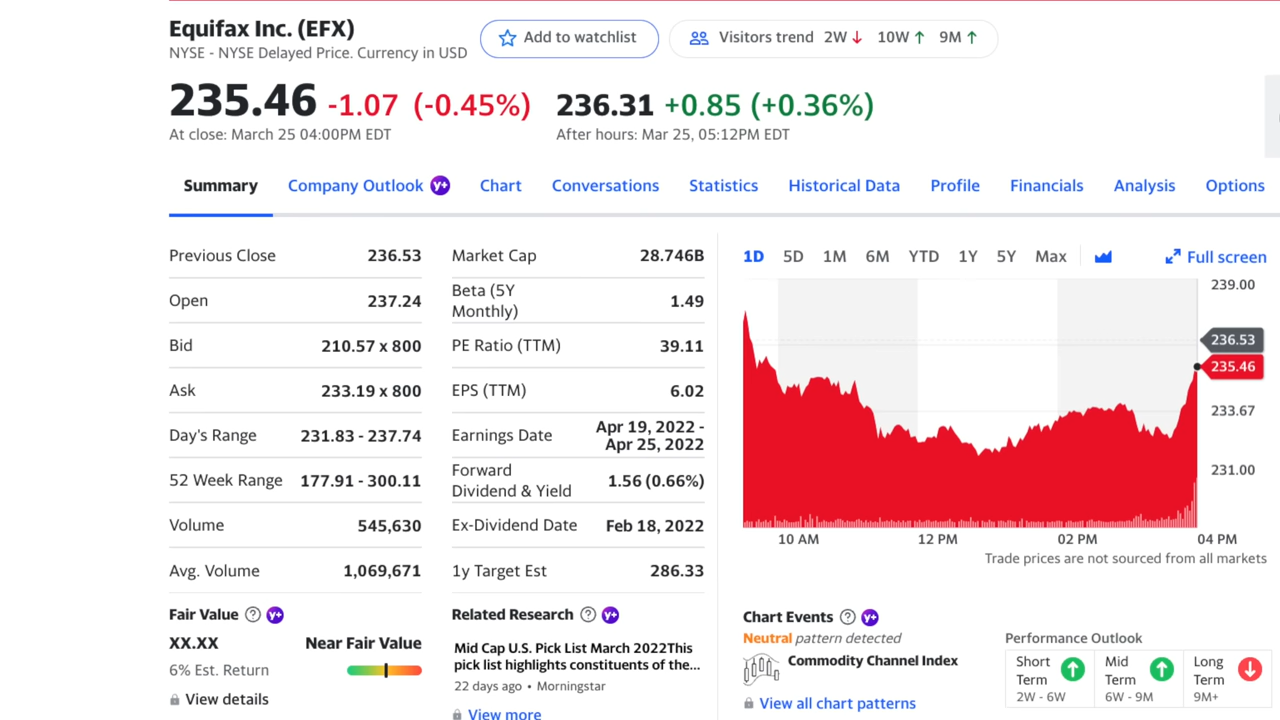 Equifax Inc. (EFX)
NYSE - NYSE Delayed Price. Currency in USD
Add to watchlist
Visitors trend 2W↓ 10W↑ 9M↑
235.46 -1.07 (-0.45%) 236.31 +0.85 (+0.36%)
At close: March 25 04:00PM EDT After hours: Mar 25, 05:12PM EDT
Summary Company Outlook Y+ Chart Conversations Statistics Historical Data Profile Financials Analysis Options
Previous Close 236.53
Open 237.24
Bid 210.57 x 800
Ask 233.19 x 800
Day's Range 231.83 - 237.74
52 Week Range 177.91 - 300.11
Volume 545,630
Avg. Volume 1,069,671
Market Cap 28.746B
Beta (5Y
Monthly) 1.49
PE Ratio (TTM) 39.11
EPS (TTM) 6.02
Earnings Date Apr 19, 2022 -
Apr 25, 2022
Forward
Dividend & Yield 1.56 (0.66%)
Ex-Dividend Date Feb 18, 2022
1y Target Est 286.33
1D 5D 1M 6M YTD 1Y 5Y Max Full screen
239.00
236.53
235.46
233.67
231.00
10 AM 12 PM 02 PM 04 PM
Trade prices are not sourced from all markets
Fair Value ? Y+
XX.XX Near Fair Value
6% Est. Return
View details
Related Research ? Y+
Mid Cap U.S. Pick List March 2022This
pick list highlights constituents of the...
22 days ago • Morningstar
View more
Chart Events ? Y+
Neutral pattern detected
Commodity Channel Index
View all chart patterns
Performance Outlook
Short
Term
2W - 6W
Mid
Term
6W - 9M
Long
Term
9M+